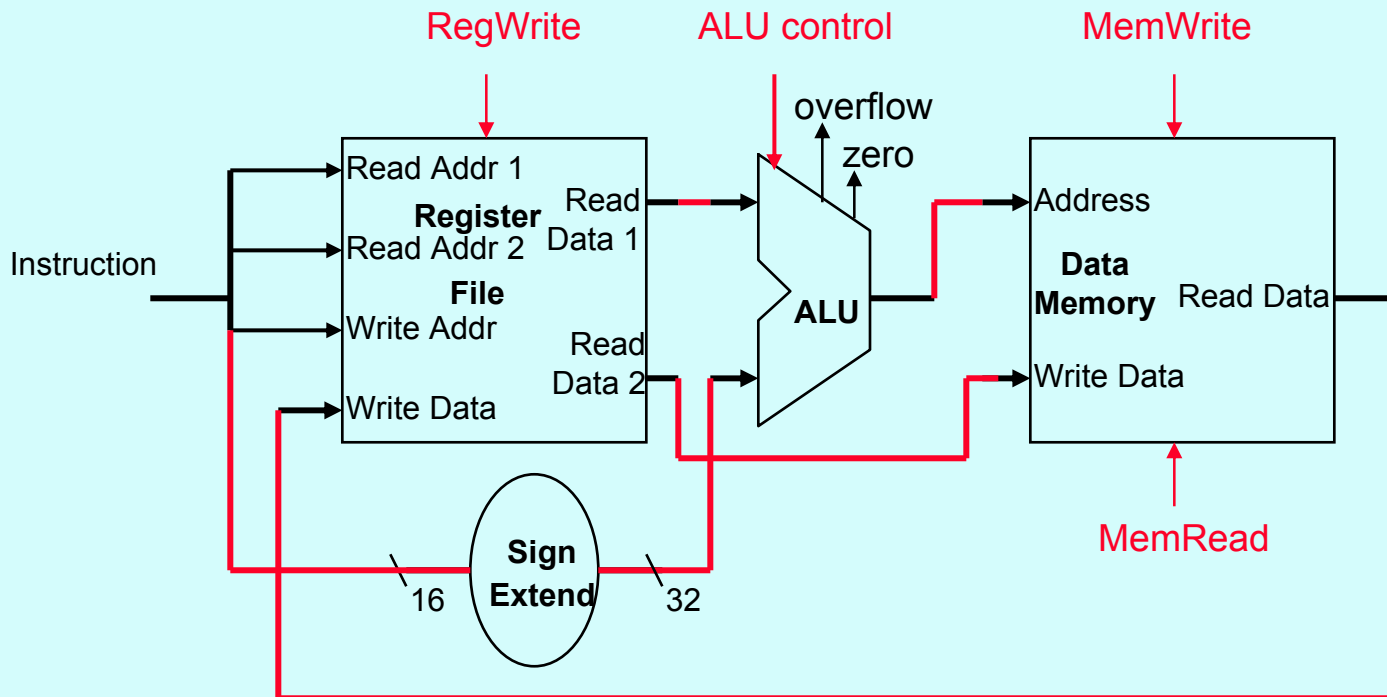 RegWrite
ALU control
MemWrite
overflow
zero
Instruction
Read Addr 1
Register
Read Addr 2
File
Write Addr
Write Data
Read
Data 1
Read
Data 2
ALU
Address
Data
Memory
Read Data
Write Data
MemRead
Sign
Extend
16
32